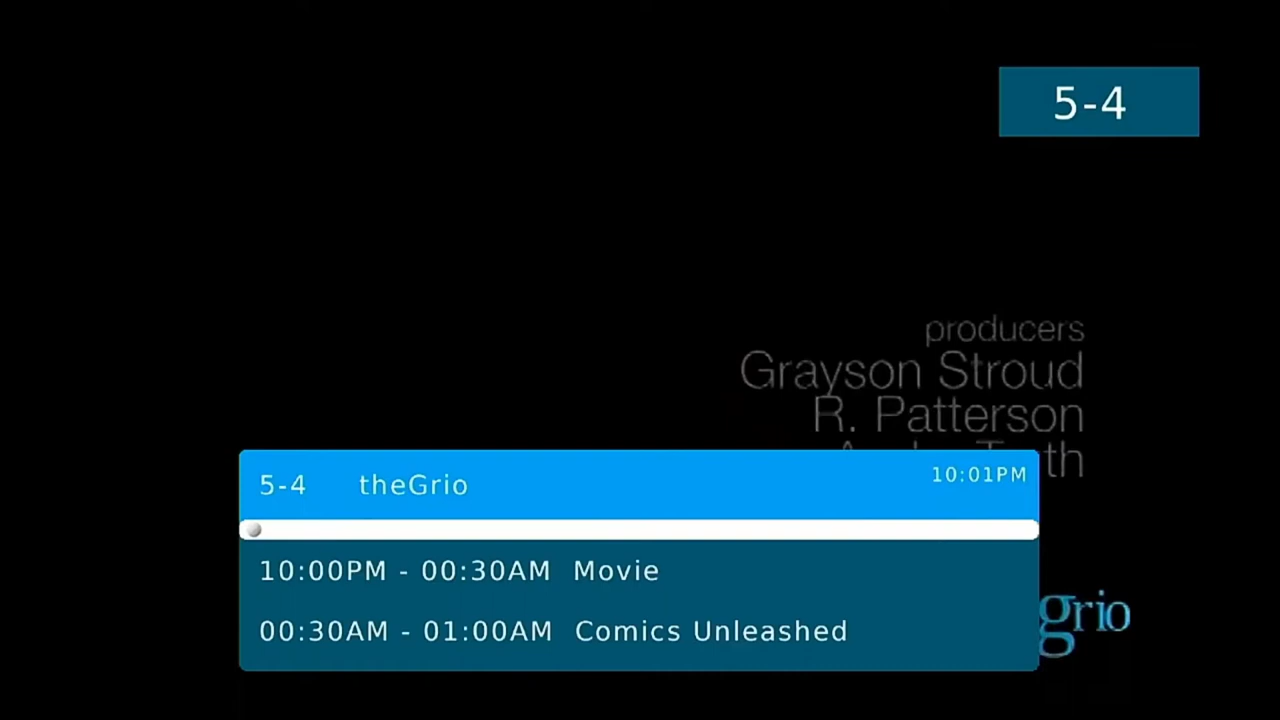 5-4
producers
Grayson Stroud
R. Patterson
5-4 theGrio 10:01PM
10:00PM - 00:30AM Movie
00:30AM - 01:00AM Comics Unleashed
grio